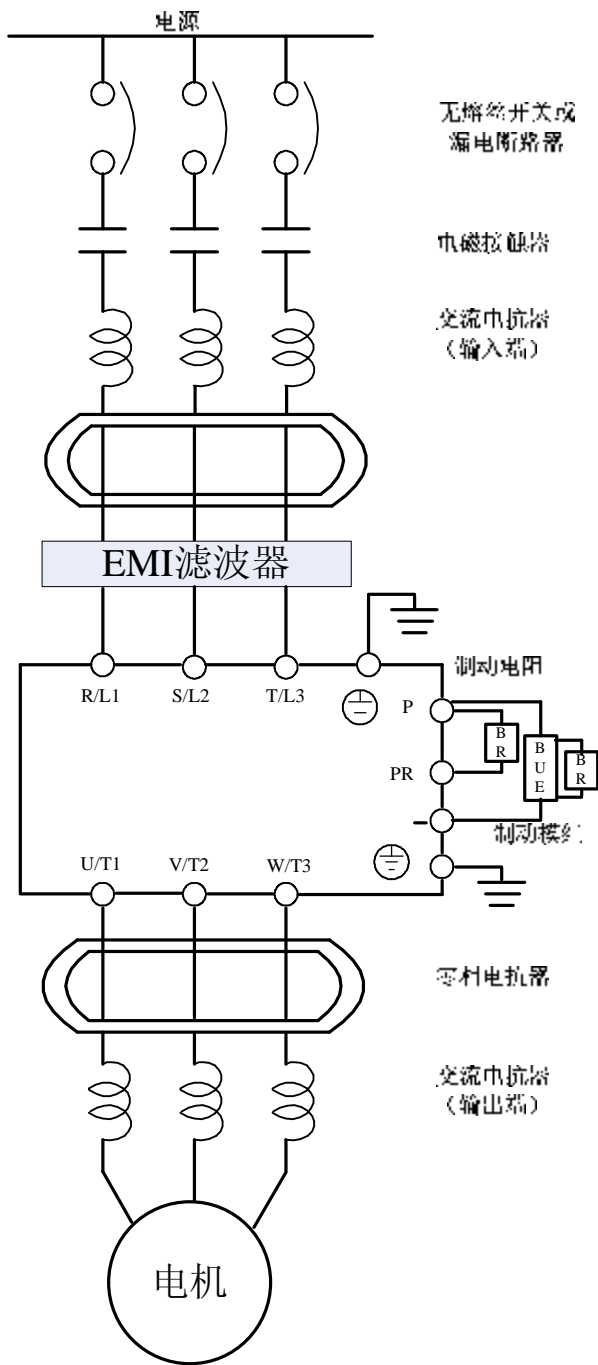 电源
无熔丝开关或
漏电断路器
电磁接触器
交流电抗器
（输入端）
EMI滤波器
制动电阻
R/L1
S/L2
T/L3
P
BR
BUE
BR
PR
制动模组
U/T1
V/T2
W/T3
零相电抗器
交流电抗器
（输出端）
电机